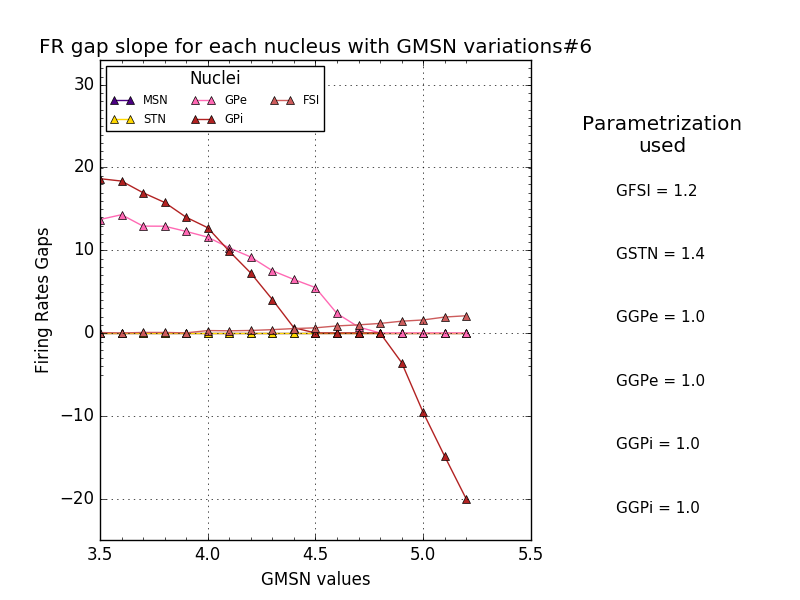 FR gap slope for each nucleus with GMSN variations#6
Nuclei
MSN GPe FSI
STN GPi
30
20
10
0
−10
−20
Firing Rates Gaps
3.5 4.0 4.5 5.0 5.5
GMSN values
Parametrization
used
GFSI = 1.2
GSTN = 1.4
GGPe = 1.0
GGPe = 1.0
GGPi = 1.0
GGPi = 1.0